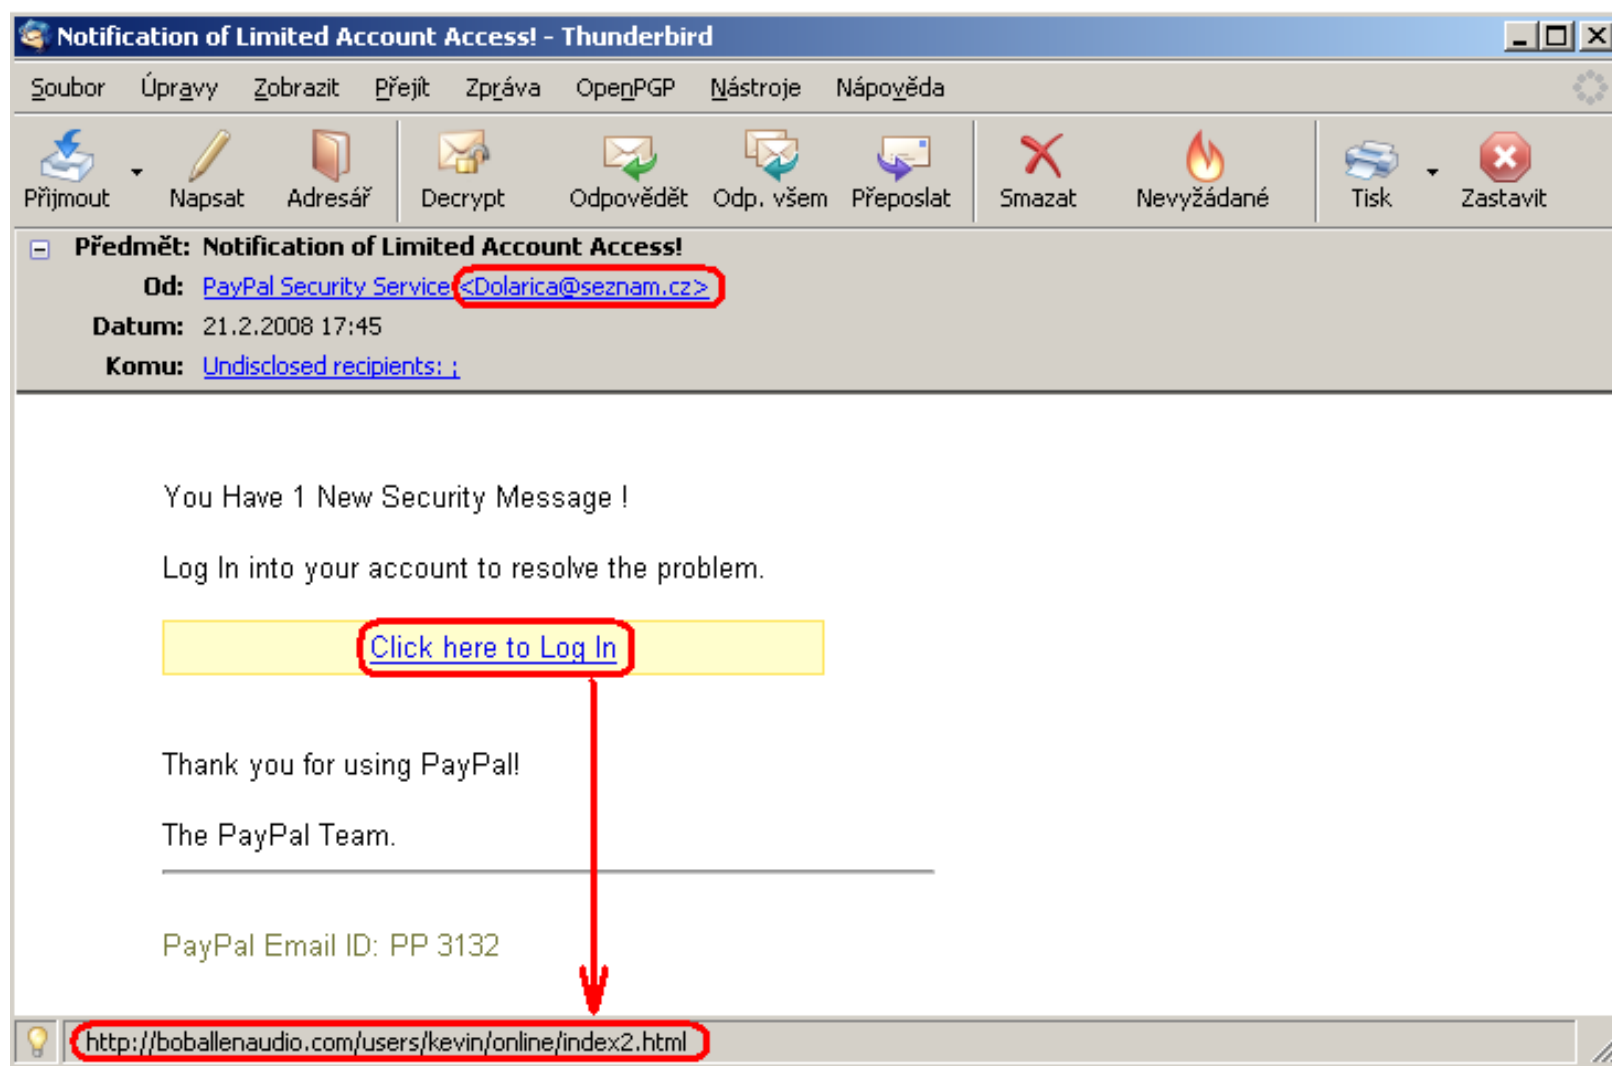 Notification of Limited Account Access! - Thunderbird
Soubor Úpravy Zobrazit Přejít Zpráva OpenPGP Nástroje Nápověda
Přijmout Napsat Adresář Decrypt Odpovědět Odp. všem Přeposlat Smazat Nevyžádané Tisk Zastavit
Předmět: Notification of Limited Account Access!
Od: PayPal Security Service <Dolarica@seznam.cz>
Datum: 21.2.2008 17:45
Komu: Undisclosed recipients: ;
You Have 1 New Security Message !
Log In into your account to resolve the problem.
Click here to Log In
Thank you for using PayPal!
The PayPal Team.
PayPal Email ID: PP 3132
http://boballenaudio.com/users/kevin/online/index2.html